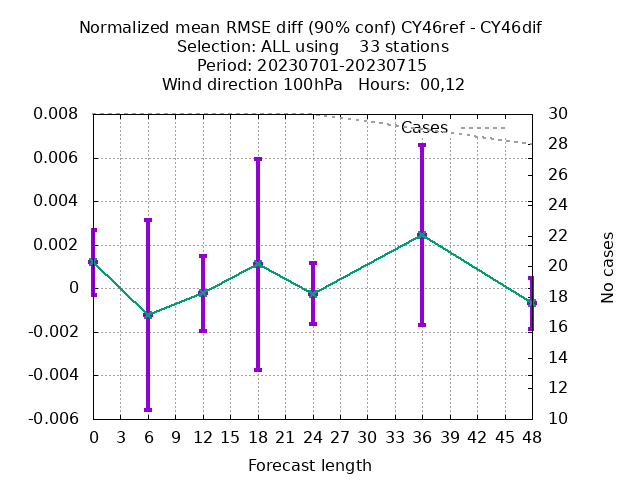 Normalized mean RMSE diff (90% conf) CY46ref - CY46dif
Selection: ALL using    33 stations
Period: 20230701-20230715
Wind direction 100hPa   Hours:  00,12
Cases
0.008
0.006
0.004
0.002
0
-0.002
-0.004
-0.006
30
28
26
24
22
20
18
16
14
12
10
No cases
0 3 6 9 12 15 18 21 24 27 30 33 36 39 42 45 48
Forecast length